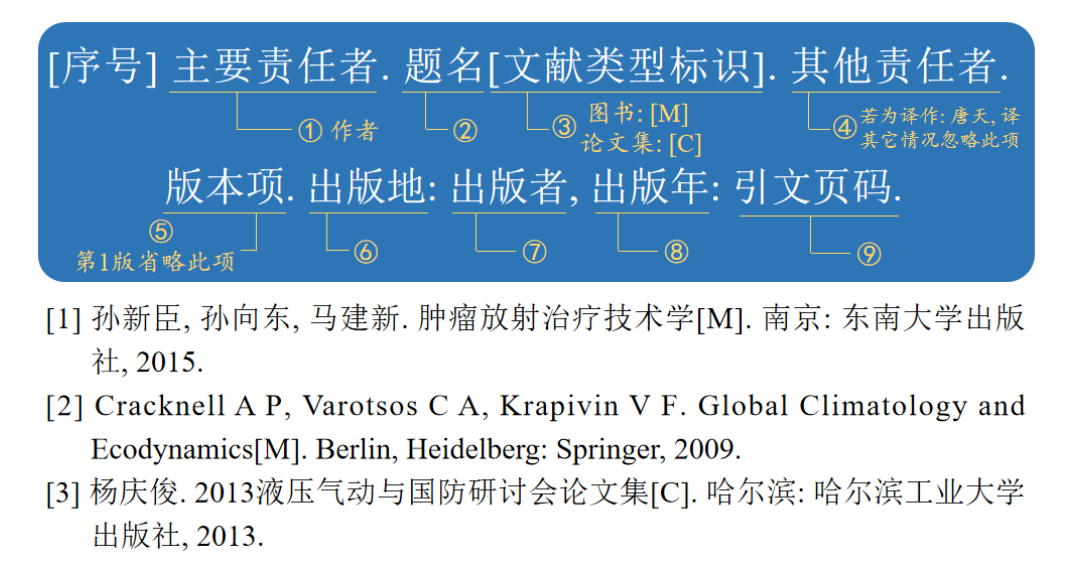 [序号] 主要责任者. 题名[文献类型标识]. 其他责任者.
① 作者
②
③ 图书: [M]
论文集: [C]
④ 若为译作: 唐天, 译
其它情况忽略此项
版本项. 出版地: 出版者, 出版年: 引文页码.
⑤
第1版省略此项
⑥
⑦
⑧
⑨
[1] 孙新臣, 孙向东, 马建新. 肿瘤放射治疗技术学[M]. 南京: 东南大学出版
社, 2015.
[2] Cracknell A P, Varotsos C A, Krapivin V F. Global Climatology and
Ecodynamics[M]. Berlin, Heidelberg: Springer, 2009.
[3] 杨庆俊. 2013液压气动与国防研讨会论文集[C]. 哈尔滨: 哈尔滨工业大学
出版社, 2013.